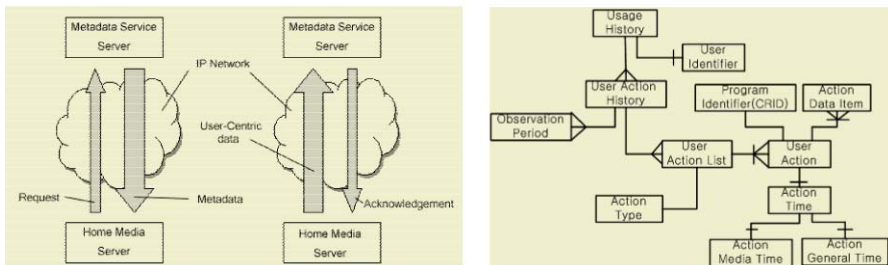 Metadata Service
Server
Metadata Service
Server
IP Network
User-Centric
data
Request
Metadata
Acknowledgement
Home Media
Server
Home Media
Server
Usage
History
User
Identifier
User Action
History
Program
Identifier(CRID)
Action
Data Item
Observation
Period
User
Action List
User
Action
Action
Type
Action
Time
Action
Media Time
Action
General Time